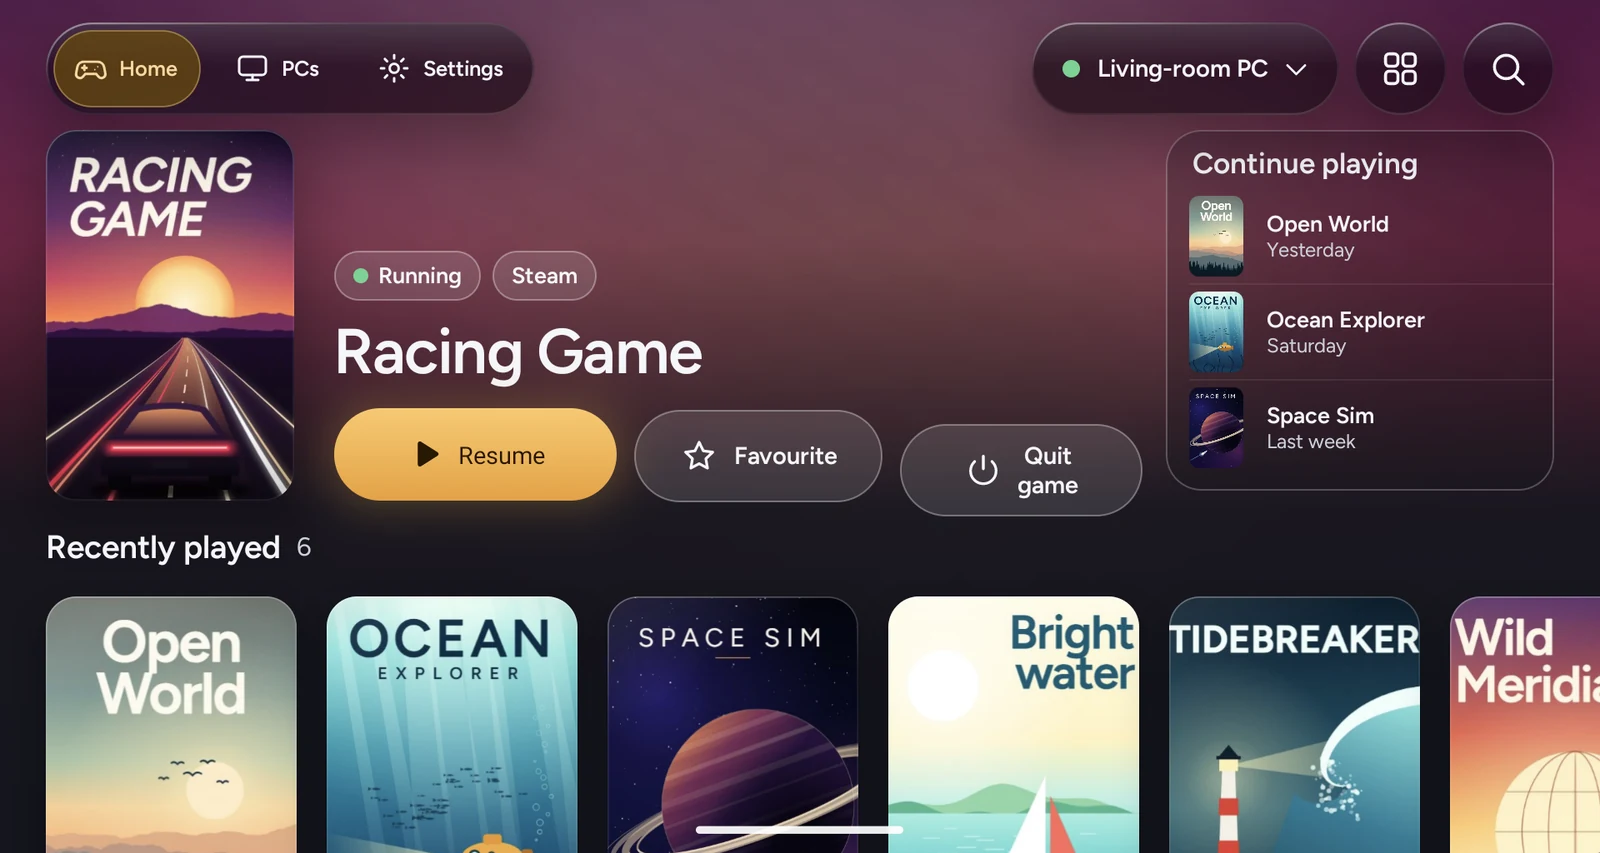 Home
PCs
Settings
Living-room PC
RACING
GAME
Running
Steam
Racing Game
Resume
Favourite
Quit
game
Continue playing
Open
World
Open World
Yesterday
OCEAN
EXPLORER
Ocean Explorer
Saturday
SPACE SIM
Space Sim
Last week
Recently played 6
Open
World
OCEAN
EXPLORER
SPACE SIM
Bright
water
TIDEBREAKER
Wild
Meridia